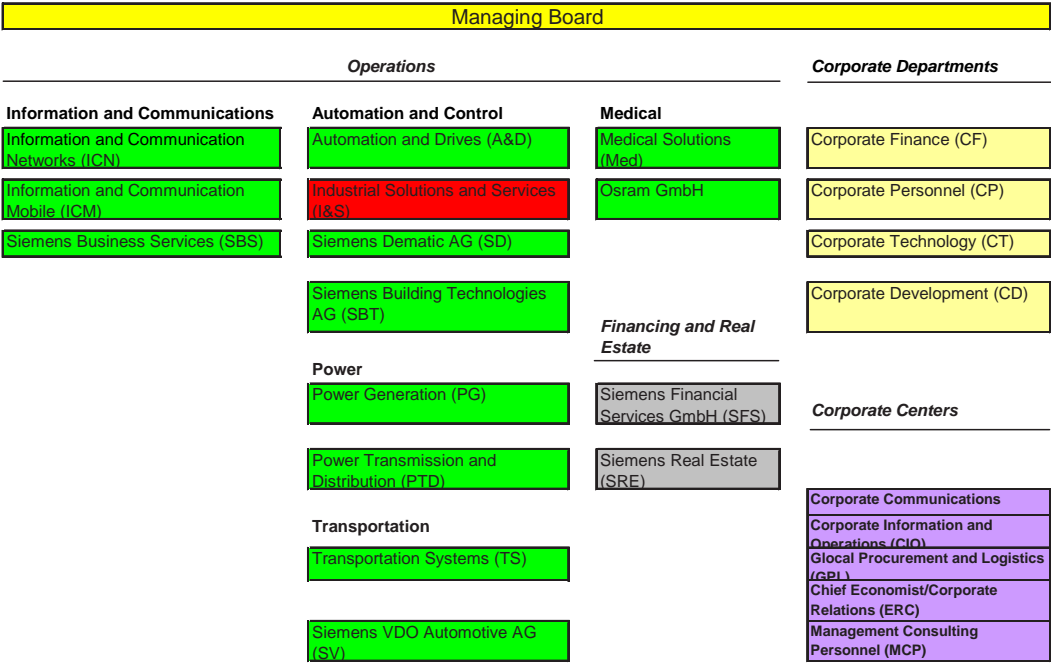 Managing Board
Operations
Corporate Departments
Information and Communications
Automation and Control
Medical
Information and Communication
Networks (ICN)
Automation and Drives (A&D)
Medical Solutions
(Med)
Corporate Finance (CF)
Information and Communication
Mobile (ICM)
Industrial Solutions and Services
(I&S)
Osram GmbH
Corporate Personnel (CP)
Siemens Business Services (SBS)
Siemens Dematic AG (SD)
Corporate Technology (CT)
Siemens Building Technologies
AG (SBT)
Corporate Development (CD)
Financing and Real
Estate
Power
Power Generation (PG)
Siemens Financial
Services GmbH (SFS)
Corporate Centers
Power Transmission and
Distribution (PTD)
Siemens Real Estate
(SRE)
Corporate Communications
Transportation
Corporate Information and
Operations (CIO)
Transportation Systems (TS)
Glocal Procurement and Logistics
(GPL)
Chief Economist/Corporate
Relations (ERC)
Siemens VDO Automotive AG
(SV)
Management Consulting
Personnel (MCP)